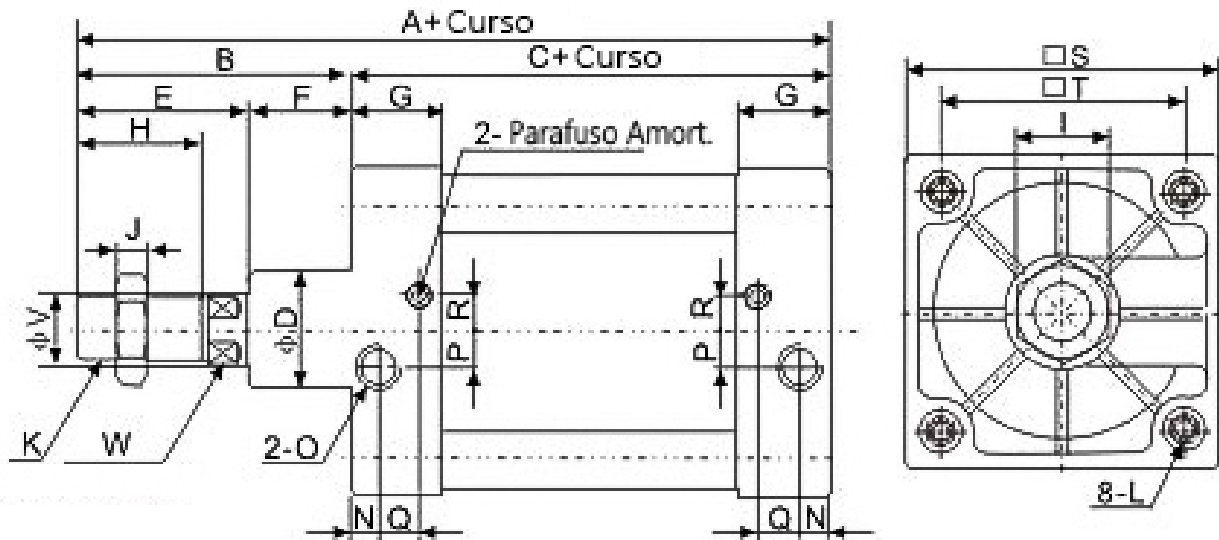 A+ Curso
B
C+ Curso
□S
□T
E
F
G
G
I
H
2- Parafuso Amort.
J
R
R
ΦV
ΦD
P
P
K
W
2-O
8-L
N
Q
Q
N